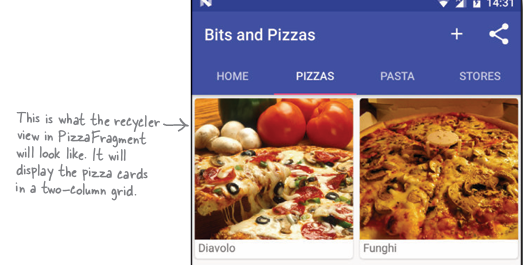 14:31
Bits and Pizzas
HOME PIZZAS PASTA STORES
This is what the recycler
view in PizzaFragment
will look like. It will
display the pizza cards
in a two-column grid.
Diavolo Funghi